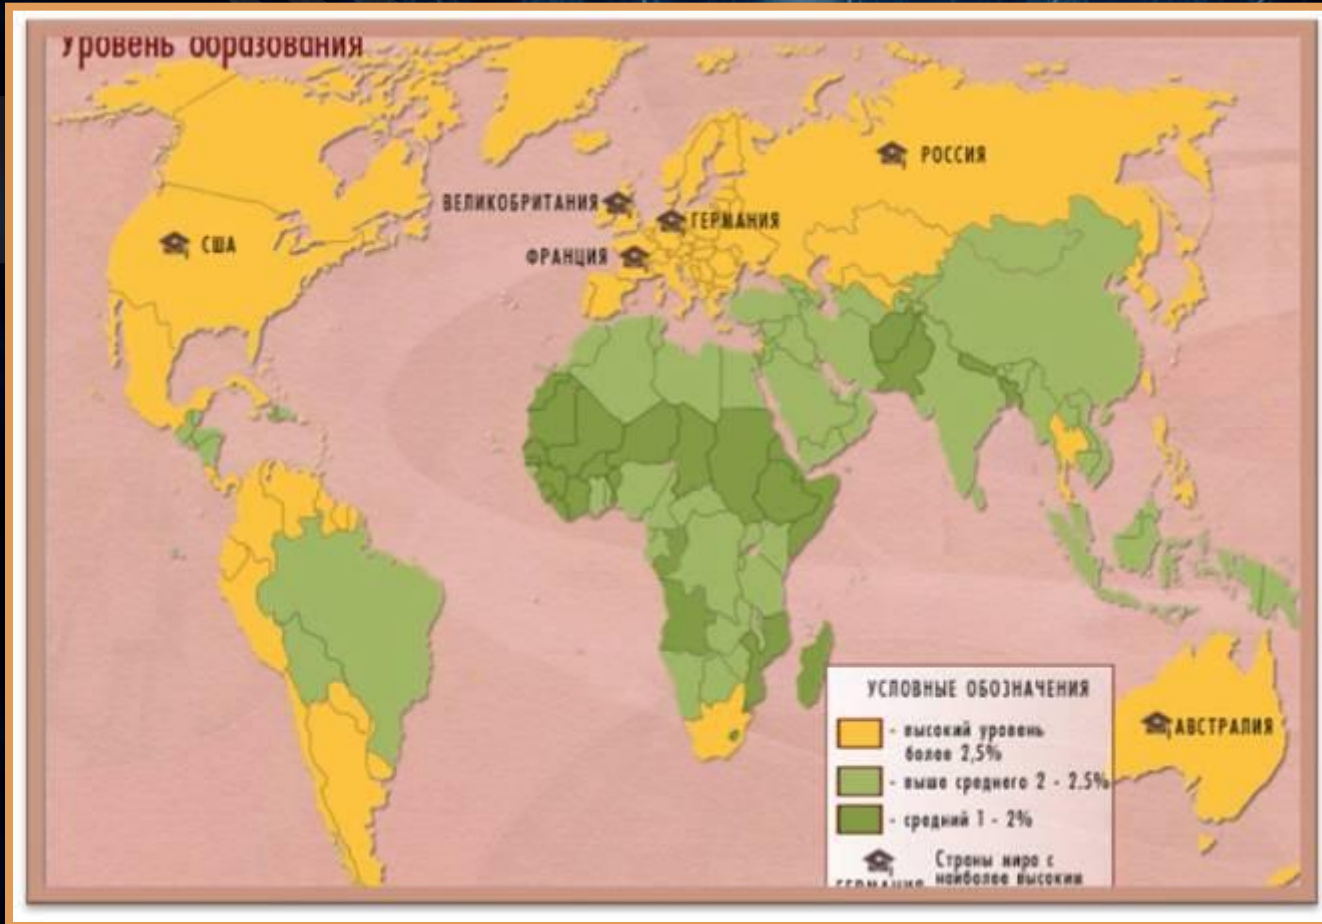 Уровень образования
РОССИЯ
ВЕЛИКОБРИТАНИЯ
ГЕРМАНИЯ
США
ФРАНЦИЯ
УСЛОВНЫЕ ОБОЗНАЧЕНИЯ
- высокий уровень
более 2,5%
АВСТРАЛИЯ
- выше среднего 2 - 2.5%
- средний 1 - 2%
Страны мира с
наиболее высоким
ГЕРМАНИЯ